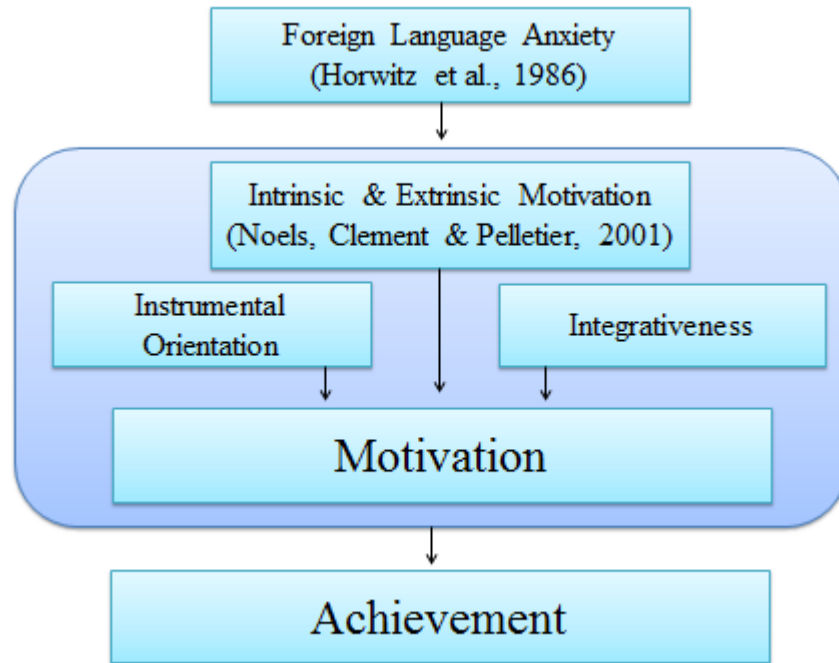 Foreign Language Anxiety
(Horwitz et al., 1986)
Intrinsic & Extrinsic Motivation
(Noels, Clement & Pelletier, 2001)
Instrumental
Orientation
Integrativeness
Motivation
Achievement